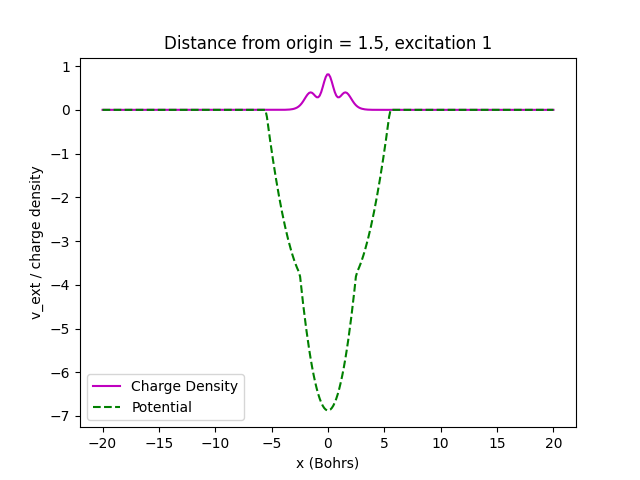 Distance from origin = 1.5, excitation 1
v_ext / charge density
1
0
−1
−2
−3
−4
−5
−6
−7
Charge Density
Potential
−20 −15 −10 −5 0 5 10 15 20
x (Bohrs)